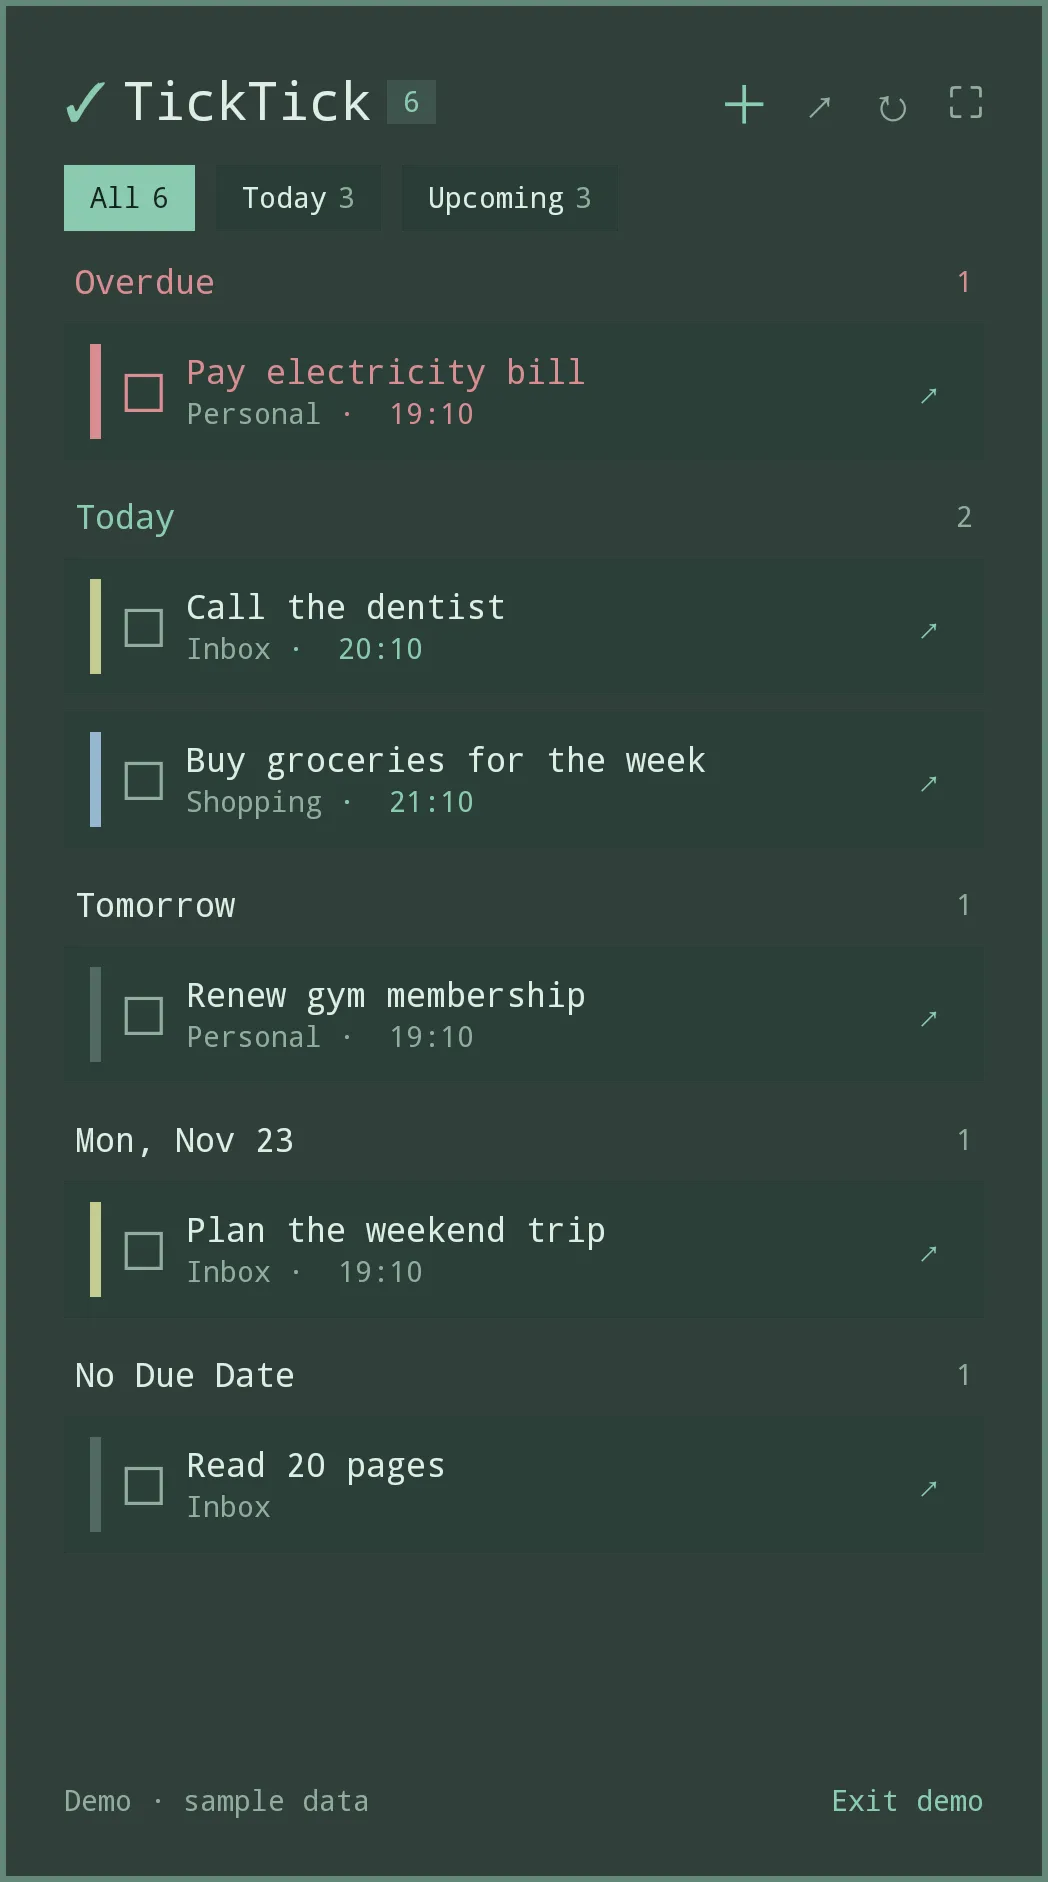 ✓ TickTick 6
All 6 Today 3 Upcoming 3
Overdue 1
Pay electricity bill
Personal · 19:10
Today 2
Call the dentist
Inbox · 20:10
Buy groceries for the week
Shopping · 21:10
Tomorrow 1
Renew gym membership
Personal · 19:10
Mon, Nov 23 1
Plan the weekend trip
Inbox · 19:10
No Due Date 1
Read 20 pages
Inbox
Demo · sample data Exit demo